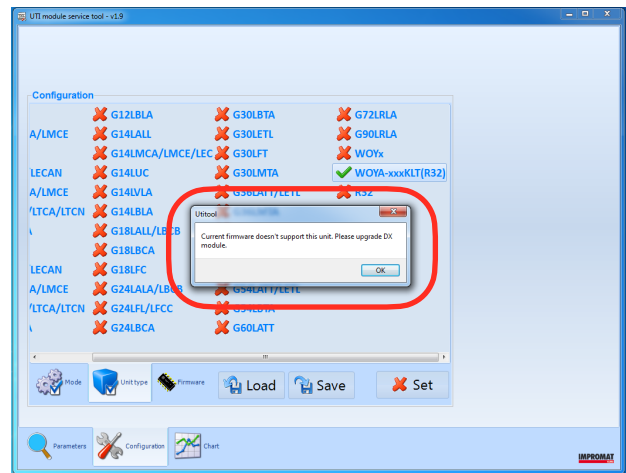 UTI module service tool - v1.9
Configuration
G12LBLA G30LBTA G72LRLA
A/LMCE G14LALL G30LETL G90LRLA
G14LMCA/LMCE/LEC G30LFT WOYx
LECAN G14LUC G30LMTA WOYA-xxxKLT(R32)
A/LMCE G14LVLA G36LATT/LETL R32
/LTCA/LTCN G14LBLA
G18LALL/LBCB
G18LBCA
LECAN G18LFC
A/LMCE G24LALA/LBCB G54LATT/LETL
/LTCA/LTCN G24LFL/LFCC
G24LBCA G60LATT
Utitool
Current firmware doesn't support this unit. Please upgrade DX
module.
OK
Mode Unit type Firmware Load Save Set
Parameters Configuration Chart
IMPROMAT